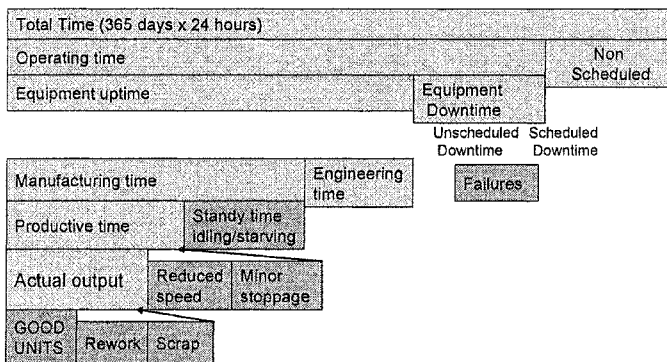 Total Time (365 days x 24 hours)
Operating time
Non
Scheduled
Equipment uptime
Equipment
Downtime
Unscheduled Scheduled
Downtime Downtime
Manufacturing time
Engineering
time
Failures
Productive time
Standy time
idling/starving
Actual output
Reduced
speed
Minor
stoppage
GOOD
UNITS
Rework
Scrap